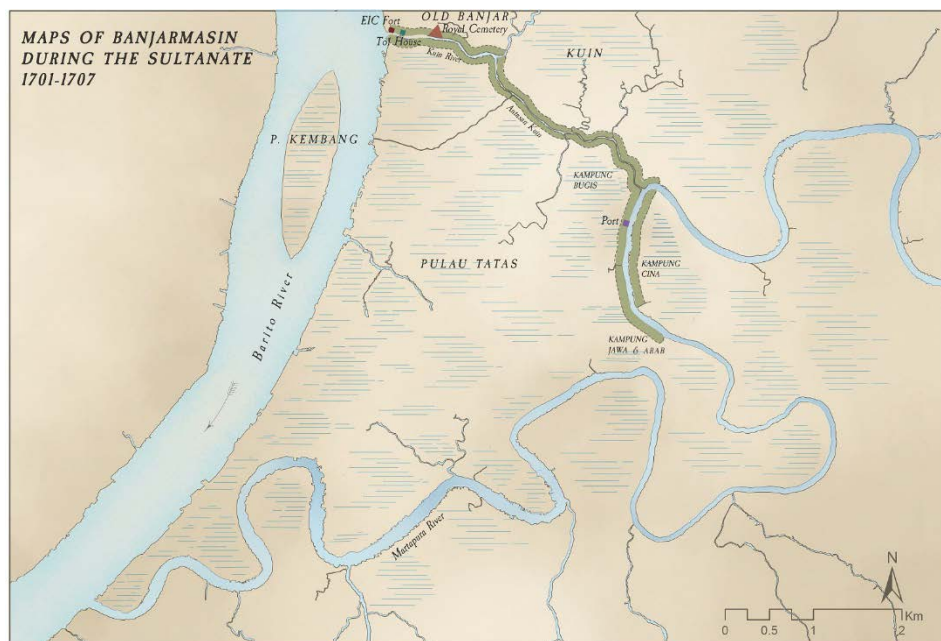 MAPS OF BANJARMASIN
DURING THE SULTANATE
1701-1707
EIC Fort
OLD BANJAR
Royal Cemetery
Tol House
Kuin River
KUIN
P. KEMBANG
Antasan Kuin
KAMPUNG
BUGIS
Port
PULAU TATAS
KAMPUNG
CINA
Barito River
KAMPUNG
JAWA & ARAB
Martapura River
N
0 0.5 1 2 Km